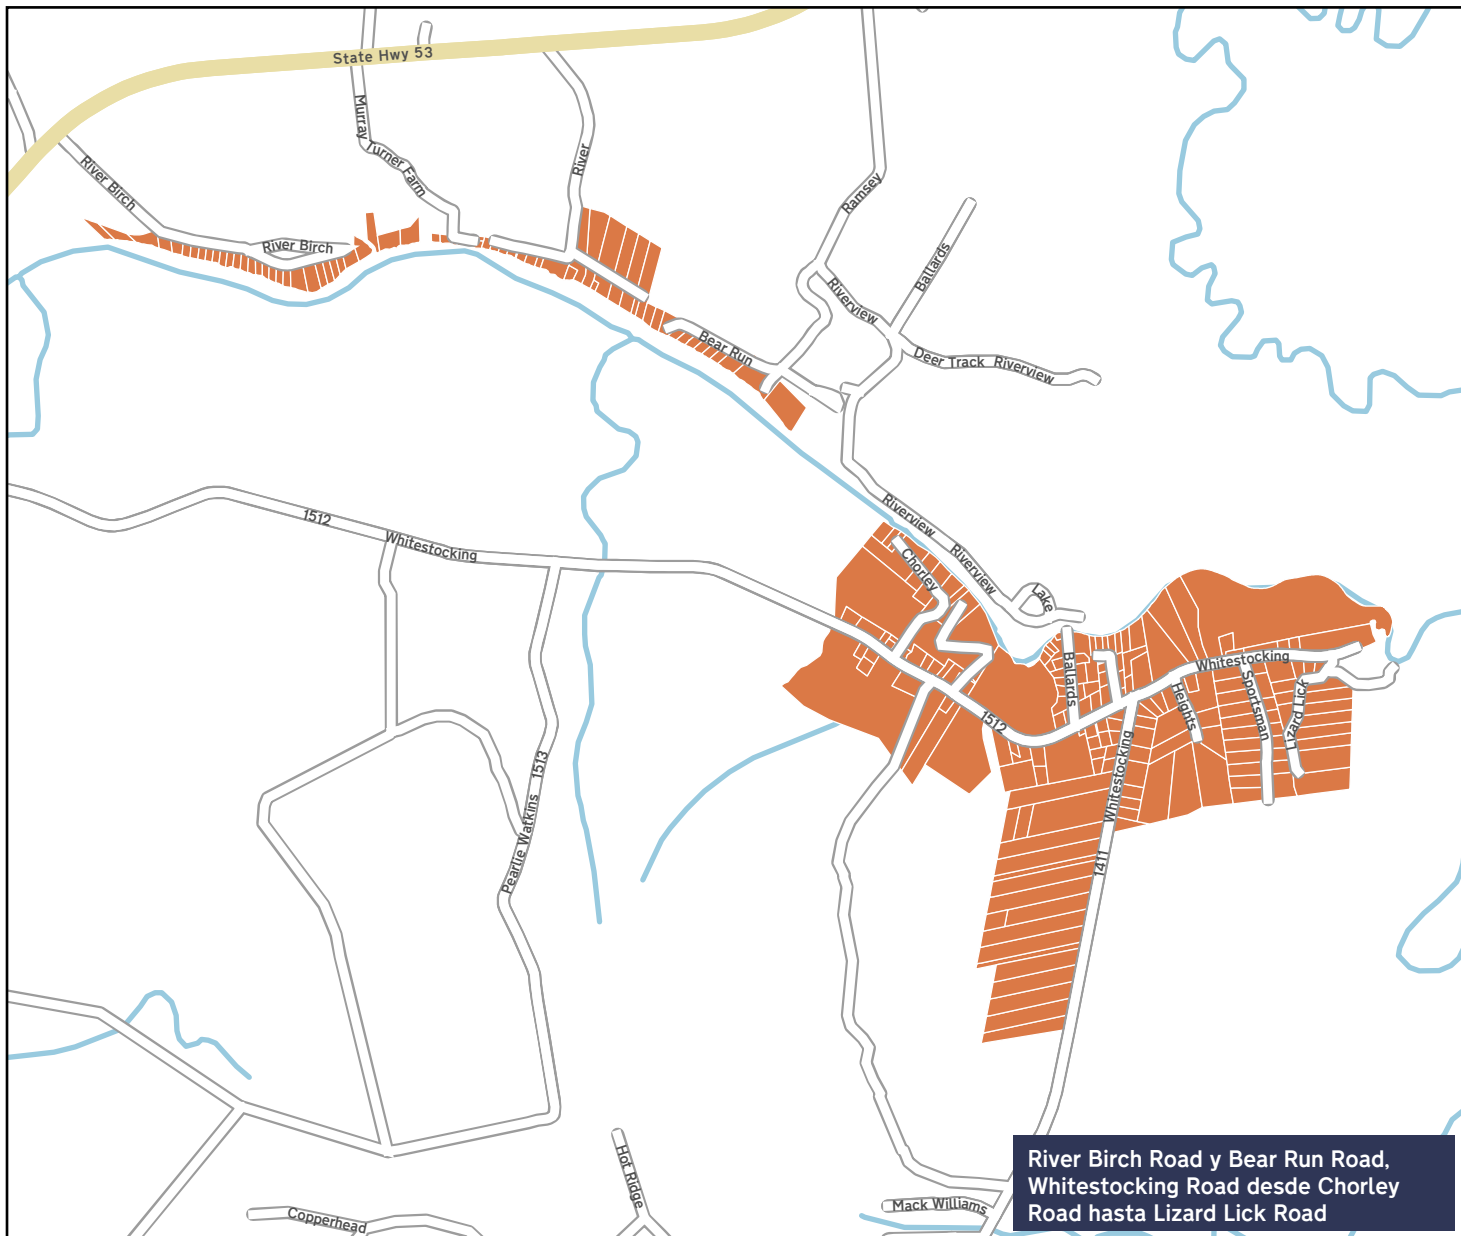 State Hwy 53
Murray
Turner Farm
River
River Birch
River Birch
Ramsey
Ballards
Riverview
Deer Track Riverview
Bear Run
1512
Whitestocking
Riverview
Riverview
Chorley
Lake
Ballards
Whitestocking
Heights
Sportsman
Lizard Lick
1512
Whitestocking
1411
Pearlie Watkins 1513
Hot Ridge
Copperhead
Mack Williams
River Birch Road y Bear Run Road,
Whitestocking Road desde Chorley
Road hasta Lizard Lick Road